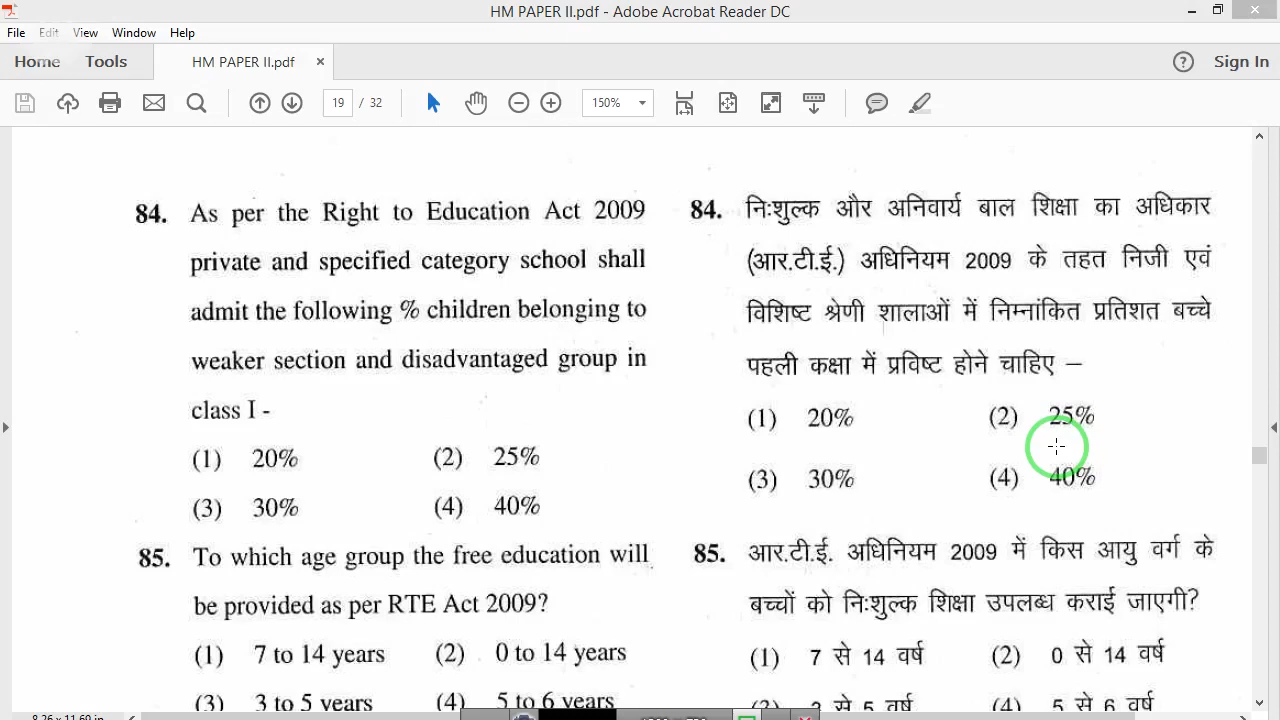 HM PAPER II.pdf - Adobe Acrobat Reader DC
File Edit View Window Help
Home Tools HM PAPER II.pdf × ? Sign In
19 / 32 150%
84. As per the Right to Education Act 2009
private and specified category school shall
admit the following % children belonging to
weaker section and disadvantaged group in
class I -
(1) 20% (2) 25%
(3) 30% (4) 40%
85. To which age group the free education will
be provided as per RTE Act 2009?
(1) 7 to 14 years (2) 0 to 14 years
(3) 3 to 5 years (4) 5 to 6 years
84. निःशुल्क और अनिवार्य बाल शिक्षा का अधिकार
(आर.टी.ई.) अधिनियम 2009 के तहत निजी एवं
विशिष्ट श्रेणी शालाओं में निम्नांकित प्रतिशत बच्चे
पहली कक्षा में प्रविष्ट होने चाहिए –
(1) 20% (2) 25%
(3) 30% (4) 40%
85. आर.टी.ई. अधिनियम 2009 में किस आयु वर्ग के
बच्चों को निःशुल्क शिक्षा उपलब्ध कराई जाएगी?
(1) 7 से 14 वर्ष (2) 0 से 14 वर्ष
से 5 वर्ष (4) 5 से 6 वर्ष
8.26 x 11.69 in